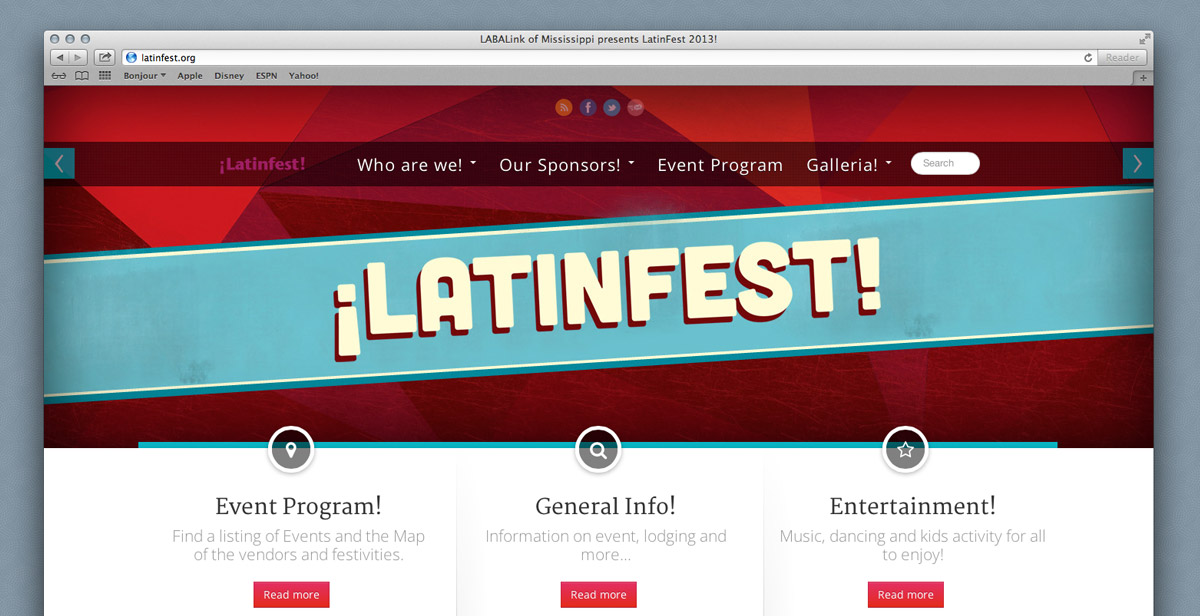 LABALink of Mississippi presents LatinFest 2013!
latinfest.org
Reader
Bonjour Apple Disney ESPN Yahoo!
¡Latinfest! Who are we! Our Sponsors! Event Program Galleria! Search
¡LATINFEST!
Event Program!
Find a listing of Events and the Map
of the vendors and festivities.
Read more
General Info!
Information on event, lodging and
more...
Read more
Entertainment!
Music, dancing and kids activity for all
to enjoy!
Read more